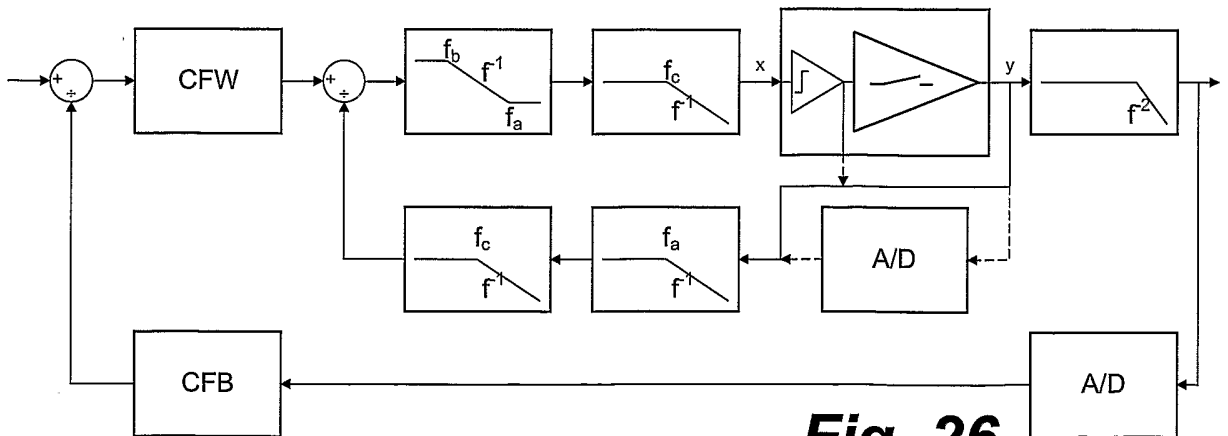 +
÷
CFW
+
÷
f_b
f^-1
f_a
f_c
f^-1
x
y
f^-2
f_c
f^-1
f_a
f^-1
A/D
CFB
A/D
Fig. 26